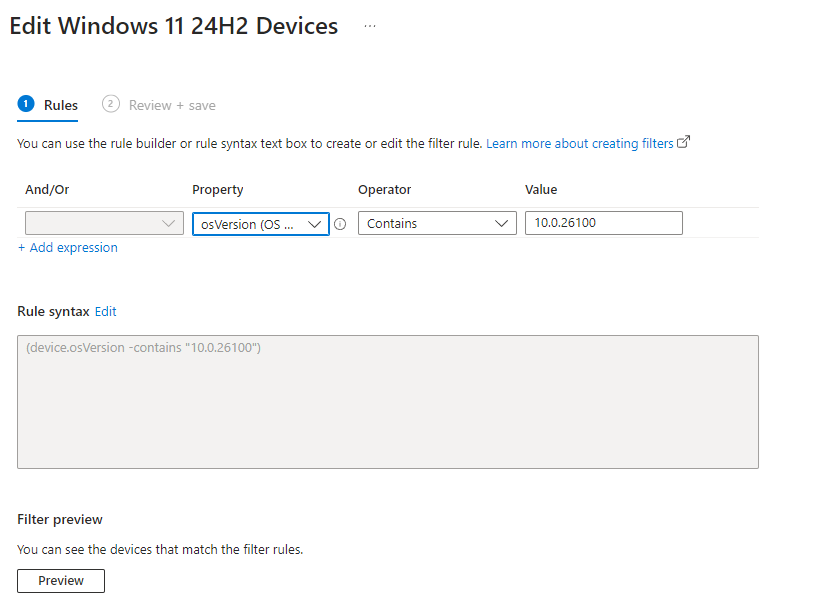 Edit Windows 11 24H2 Devices ...
1 Rules 2 Review + save
You can use the rule builder or rule syntax text box to create or edit the filter rule. Learn more about creating filters
And/Or Property Operator Value
osVersion (OS ... Contains 10.0.26100
+ Add expression
Rule syntax Edit
(device.osVersion -contains "10.0.26100")
Filter preview
You can see the devices that match the filter rules.
Preview